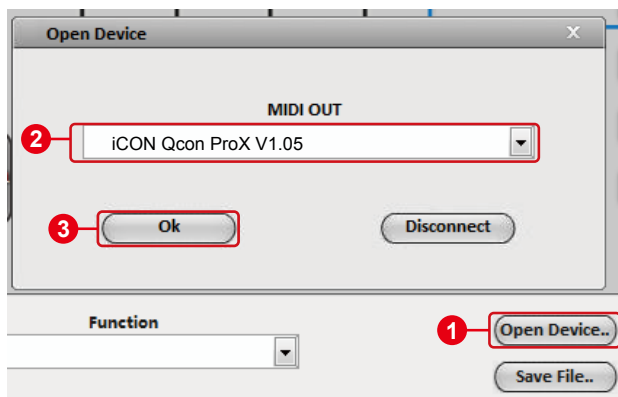 Open Device
X
MIDI OUT
2
iCON Qcon ProX V1.05
3
Ok
Disconnect
Function
1
Open Device..
Save File..